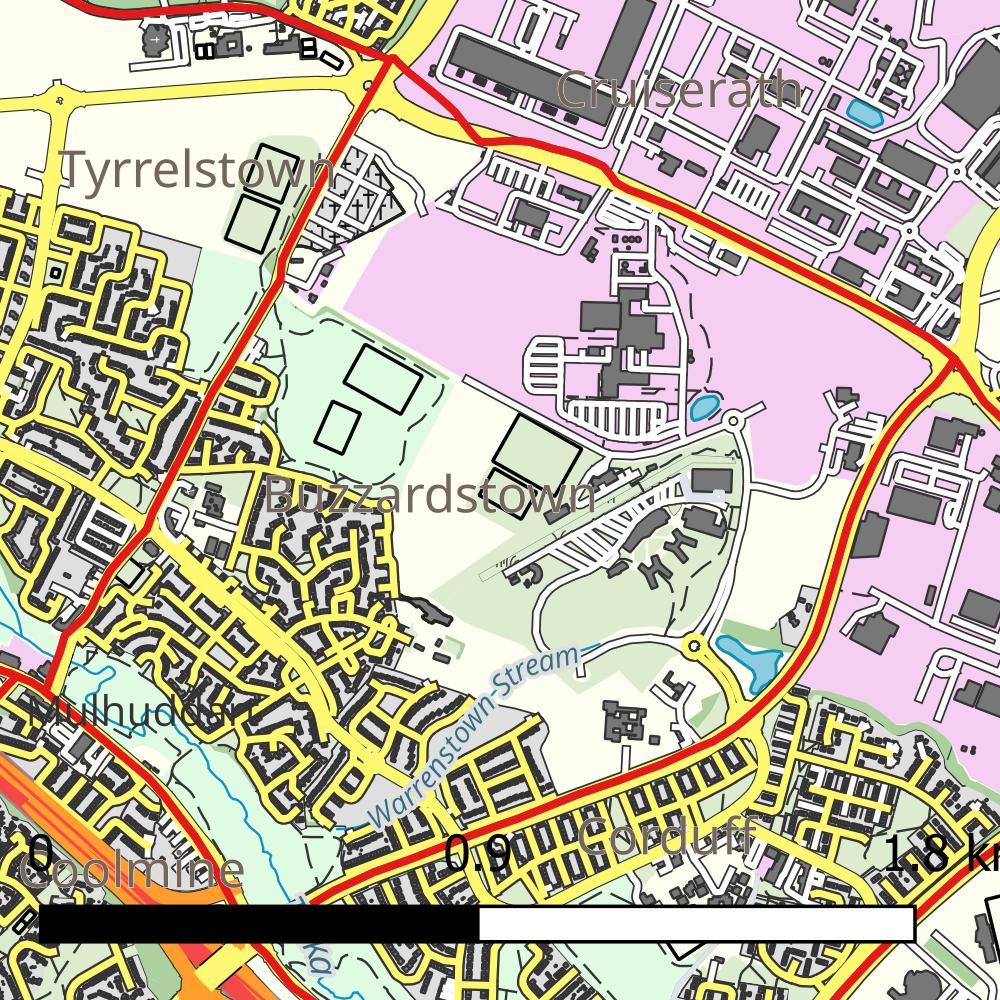 Cruiserath
Tyrrelstown
Buzzardstown
Warrenstown-Stream
Mulhuddart
Corduff
Coolmine
0
0.9
1.8 km